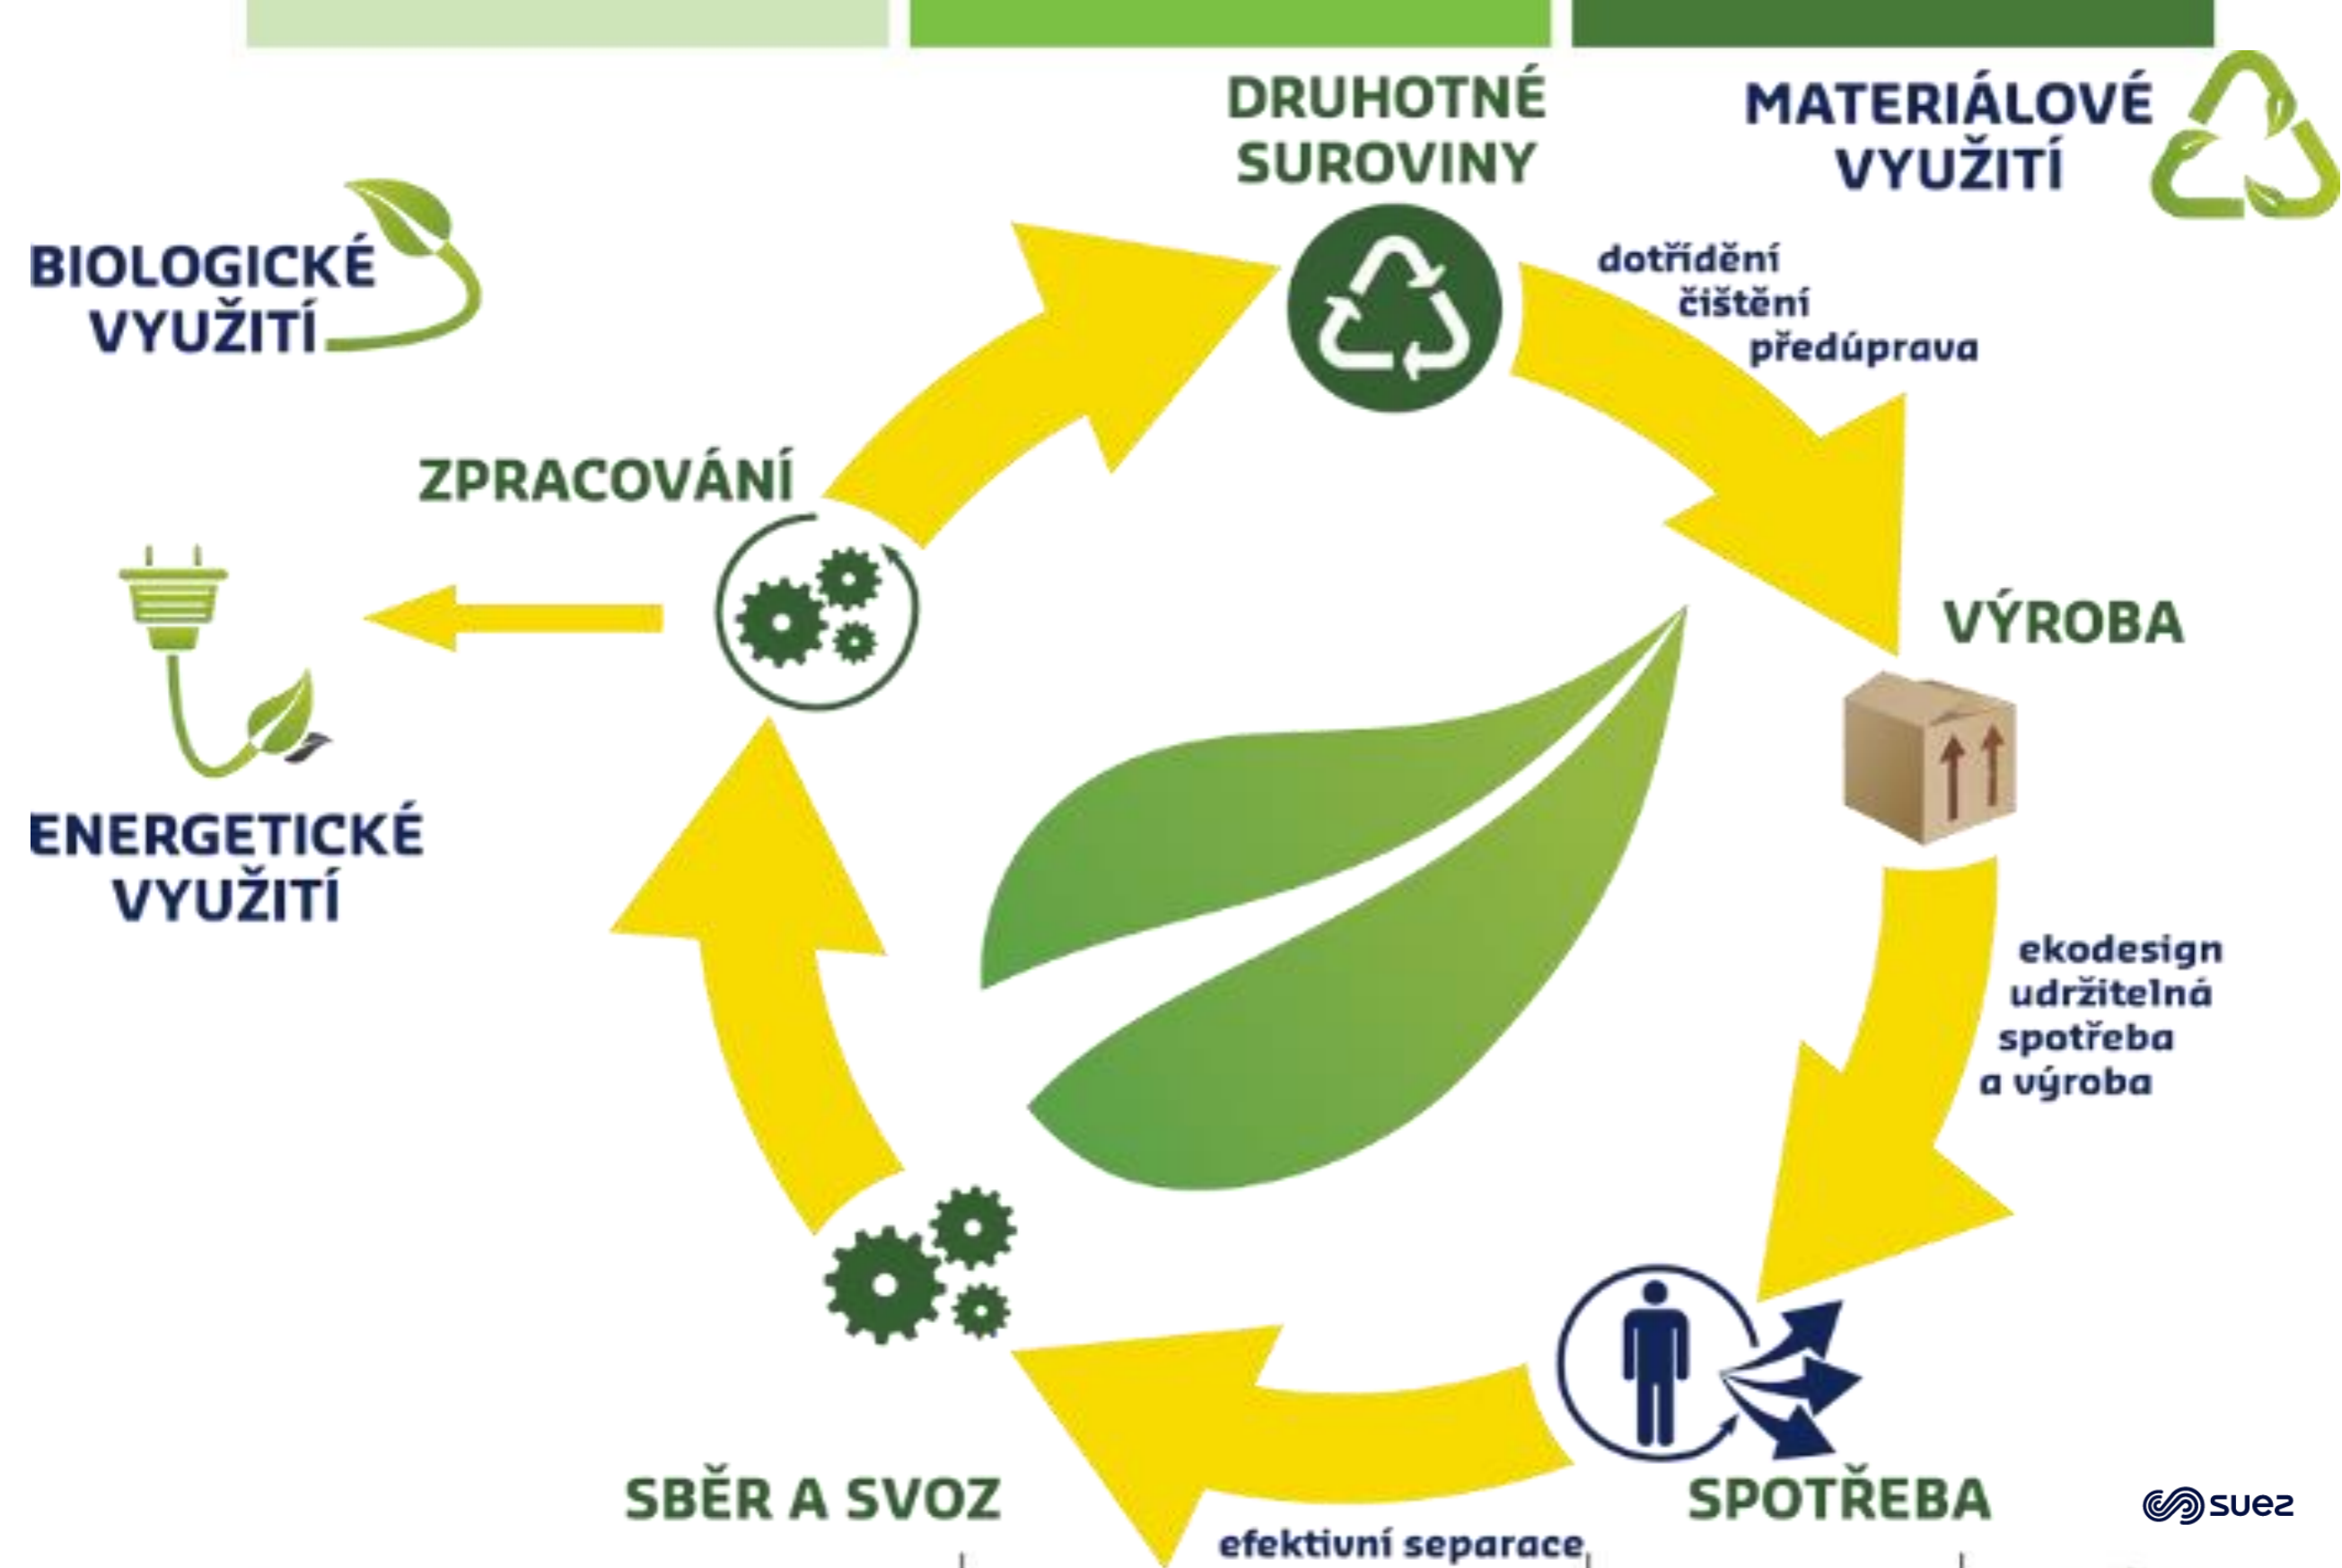 DRUHOTNÉ
SUROVINY
MATERIÁLOVÉ
VYUŽITÍ
BIOLOGICKÉ
VYUŽITÍ
dotřídění
čištění
předúprava
ZPRACOVÁNÍ
VÝROBA
ENERGETICKÉ
VYUŽITÍ
ekodesign
udržitelná
spotřeba
a výroba
SBĚR A SVOZ
SPOTŘEBA
efektivní separace
suez